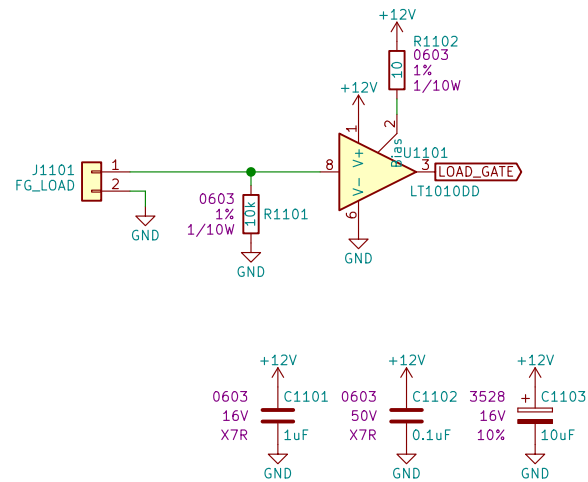 +12V
R1102
0603
1%
1/10W
10
+12V
1
2
V+
Bias
U1101
J1101
FG_LOAD
1
2
8
3
LOAD_GATE
LT1010DD
V-
6
GND
0603
1%
1/10W
10k
R1101
GND
GND
+12V
+12V
+12V
0603
C1101
16V
X7R
1uF
GND
0603
C1102
50V
X7R
0.1uF
GND
3528
+
C1103
16V
10%
10uF
GND